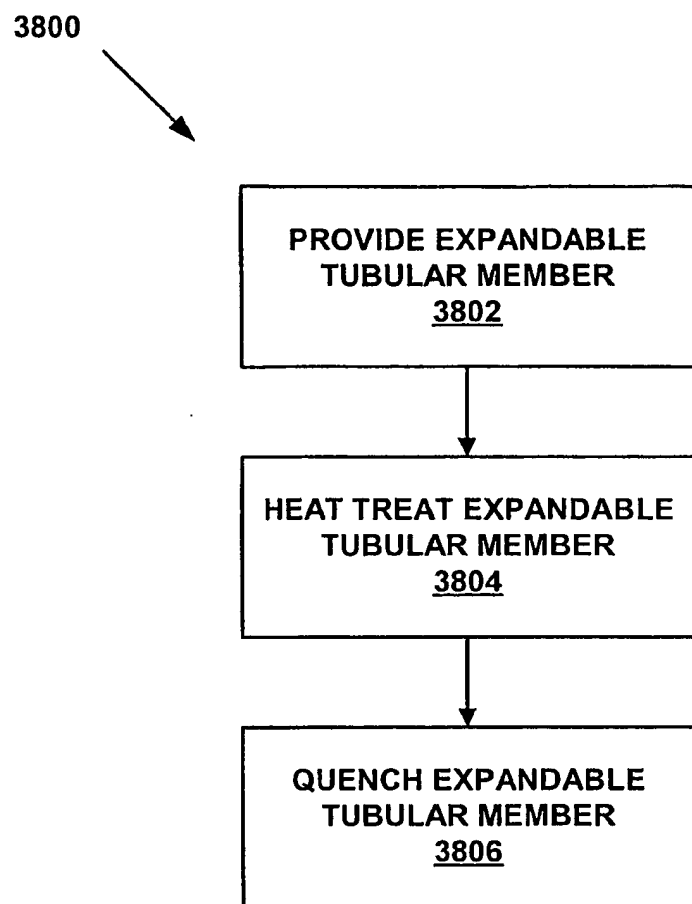 3800
PROVIDE EXPANDABLE
TUBULAR MEMBER
3802
HEAT TREAT EXPANDABLE
TUBULAR MEMBER
3804
QUENCH EXPANDABLE
TUBULAR MEMBER
3806